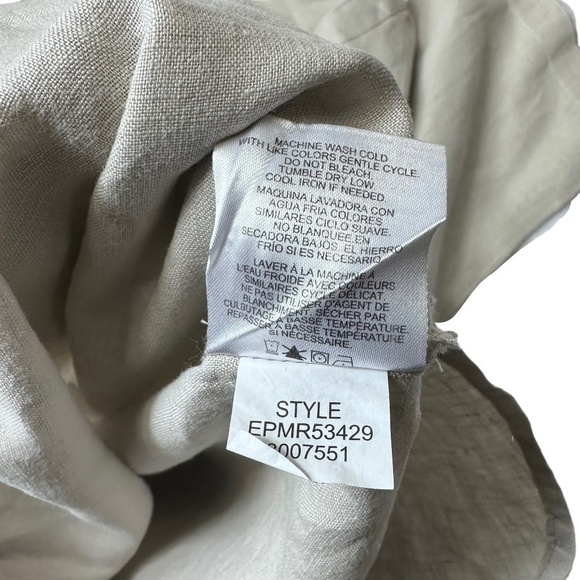 MACHINE WASH COLD
WITH LIKE COLORS GENTLE CYCLE.
DO NOT BLEACH.
TUMBLE DRY LOW
COOL IRON IF NEEDED.
MAQUINA LAVADORA CON
AGUA FRIA COLORES
SIMILARES CICLO SUAVE.
NO BLANQUEE.EN
SECADORA BAJOS, EL HIERRO
FRÍO SI ES NECESARIO
LAVER À LA MACHINE À
L'EAU FROIDE AVEC COULEURS
SIMILAIRES CYCLE DÉLICAT.
NE PAS UTILISER D'AGENT DE
BLANCHIMENT. SÉCHER PAR
CULBUTAGE À BASSE TEMPÉRATURE.
REPASSER À BASSE TEMPÉRATURE
SI NÉCESSAIRE.
STYLE
EPMR53429
007551